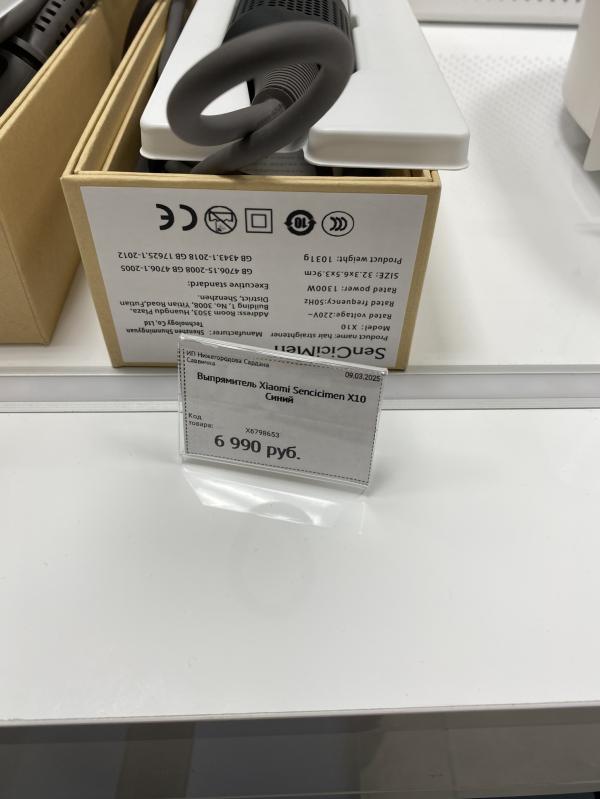 SenCiciMen
Product name: hair straightener
Model: X10
Rated voltage:~220V
Rated frequency:50Hz
Rated power: 1300W
SIZE: 32.3x6.6x3.9cm
Product weight: 1031g
Manufacturer: Shenzhen Shunmingyuan
Technology Co., Ltd
Address: Room 3503, Huangdu Plaza,
Building 1, No. 3008, Yitian Road,Futian
District, Shenzhen.
Executive standard:
GB 4706.15-2008 GB 4706.1-2005
GB 4343.1-2018 GB 17625.1-2012
CCC
10
CE
ИП Нижегородова Сардана
Саввична
09.03.2025
Выпрямитель Xiaomi Sencicimen X10
Синий
Код
товара:
X6798653
6 990 руб.